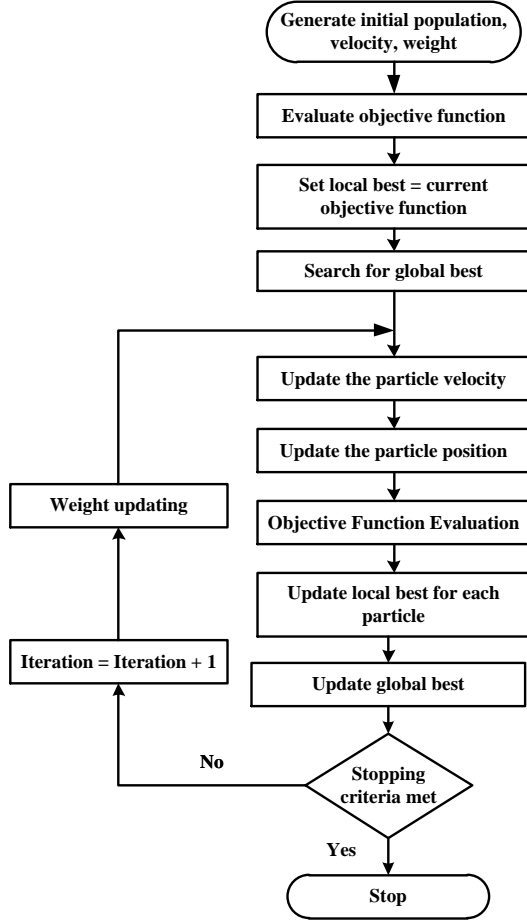 Generate initial population,
velocity, weight
Evaluate objective function
Set local best = current
objective function
Search for global best
Update the particle velocity
Update the particle position
Weight updating
Objective Function Evaluation
Update local best for each
particle
Iteration = Iteration + 1
Update global best
No
Stopping
criteria met
Yes
Stop